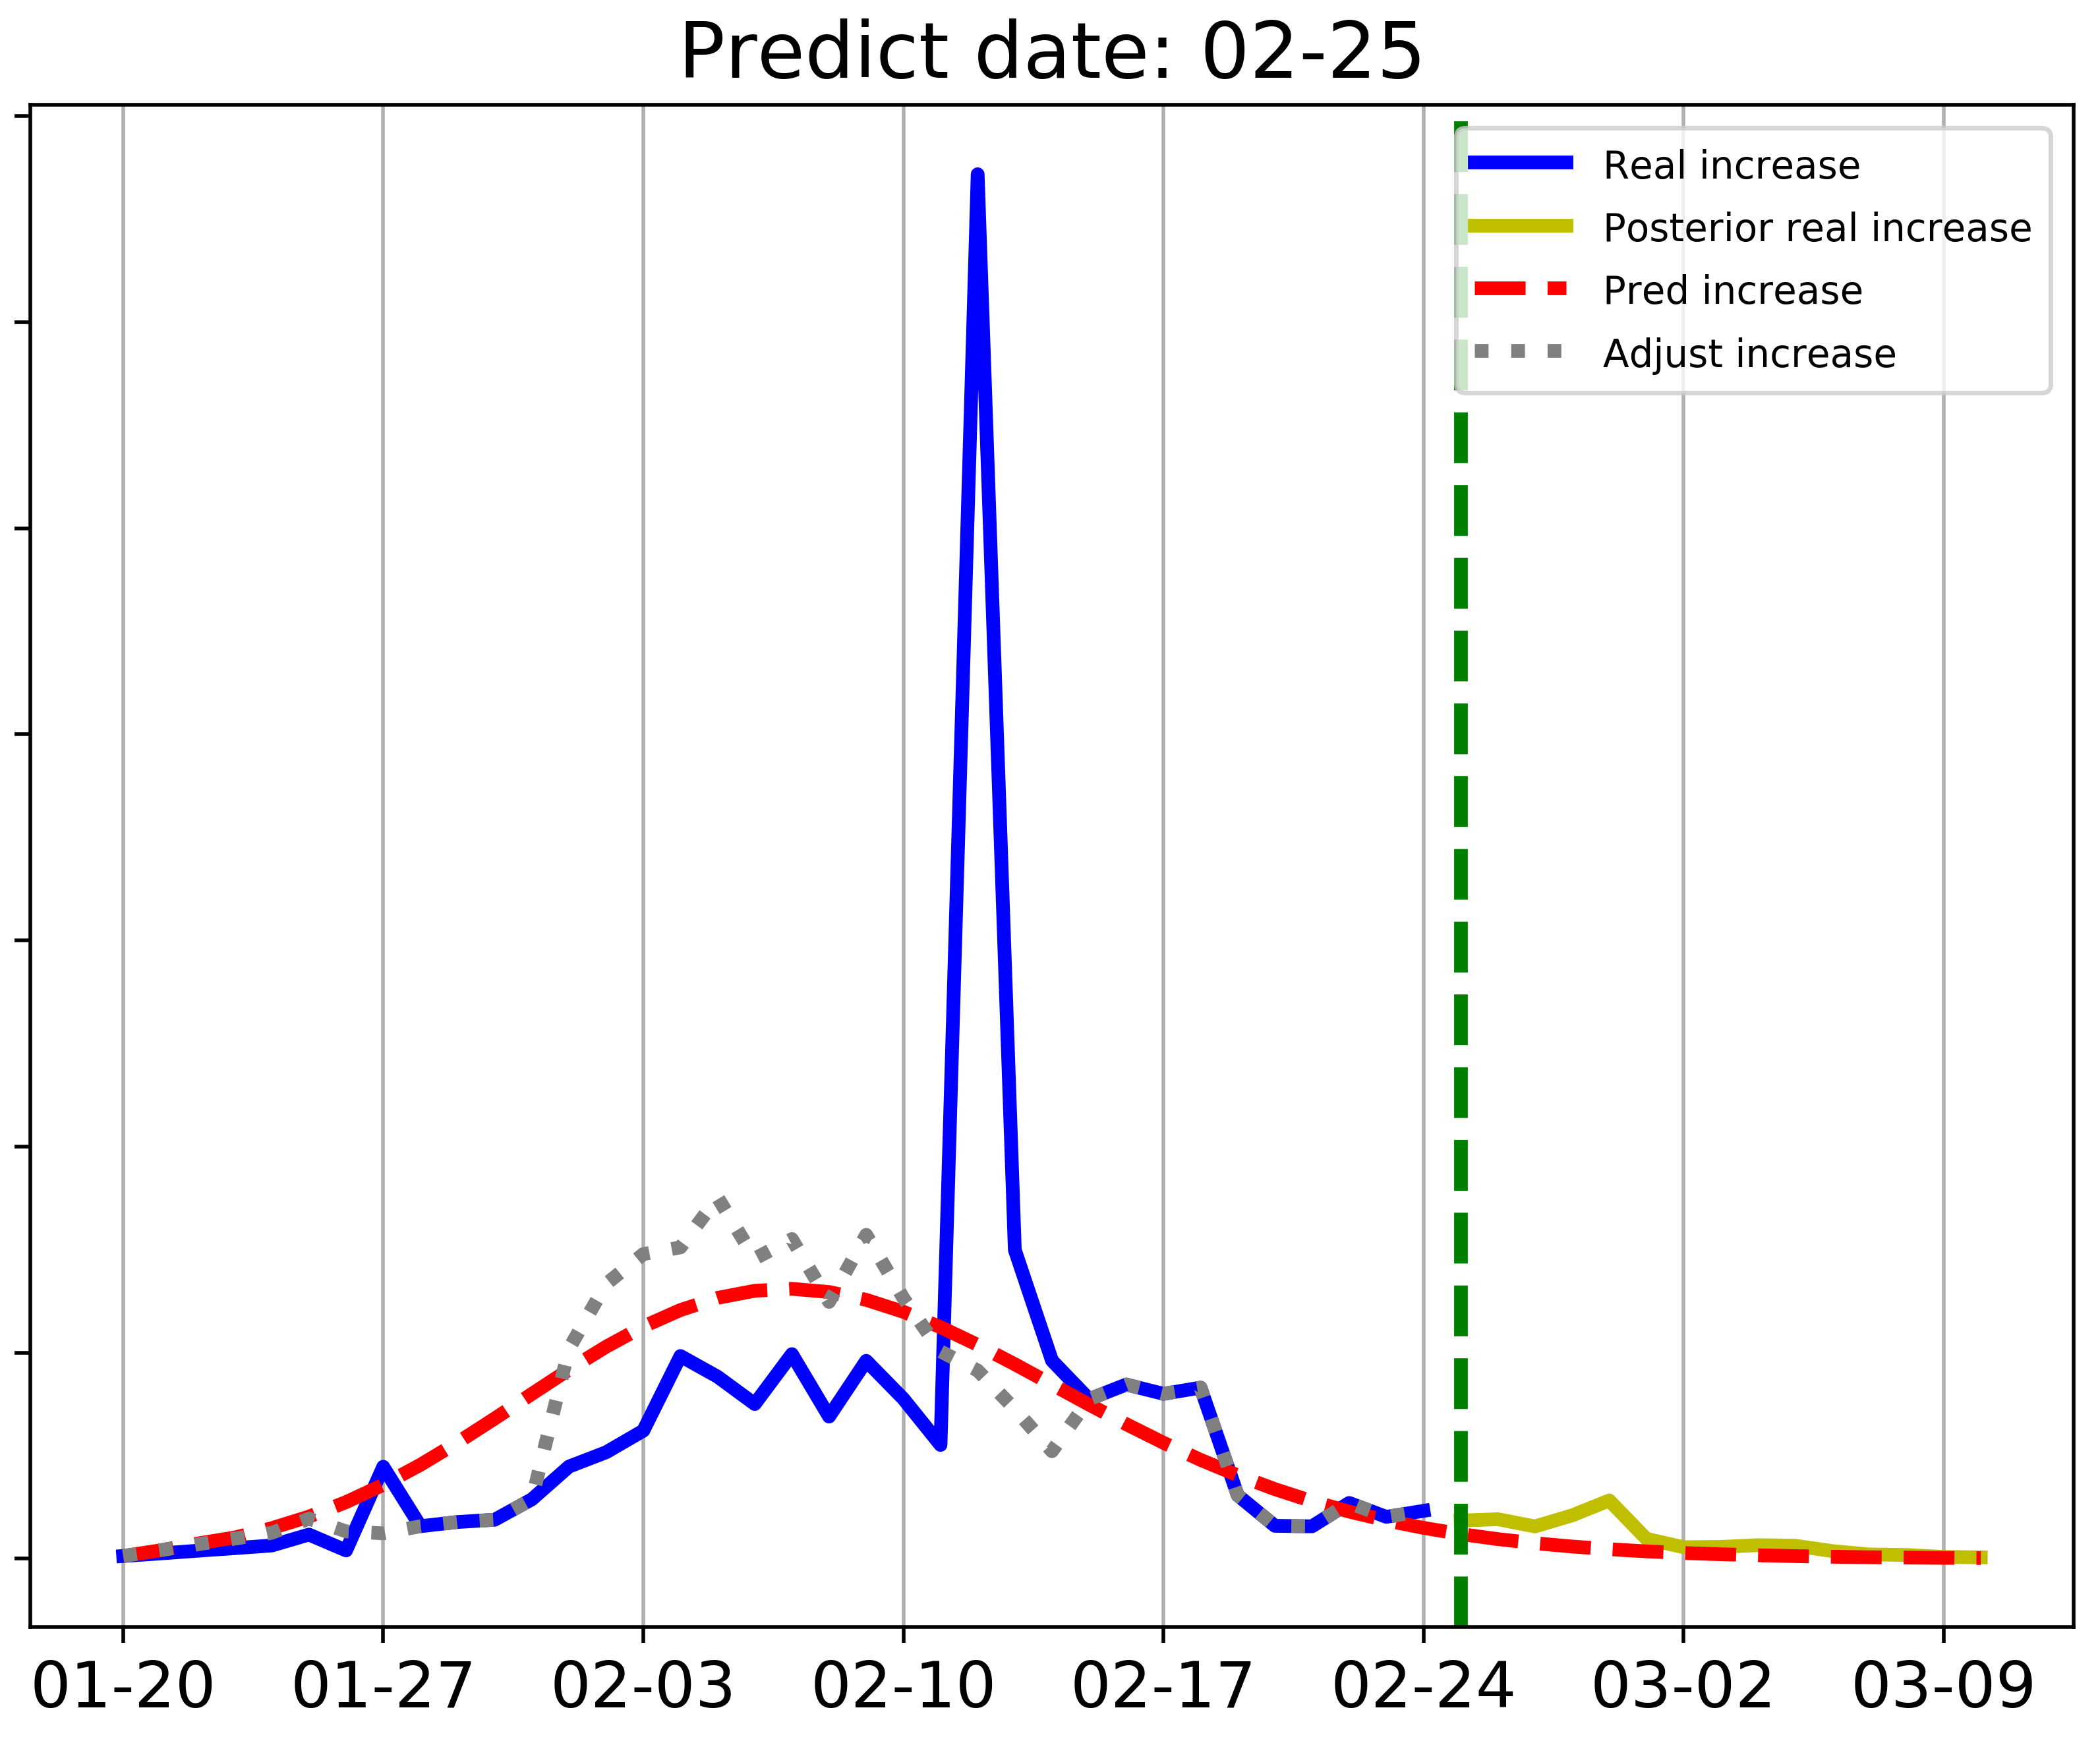 Predict date: 02-25
Real increase
Posterior real increase
Pred increase
Adjust increase
01-20 01-27 02-03 02-10 02-17 02-24 03-02 03-09